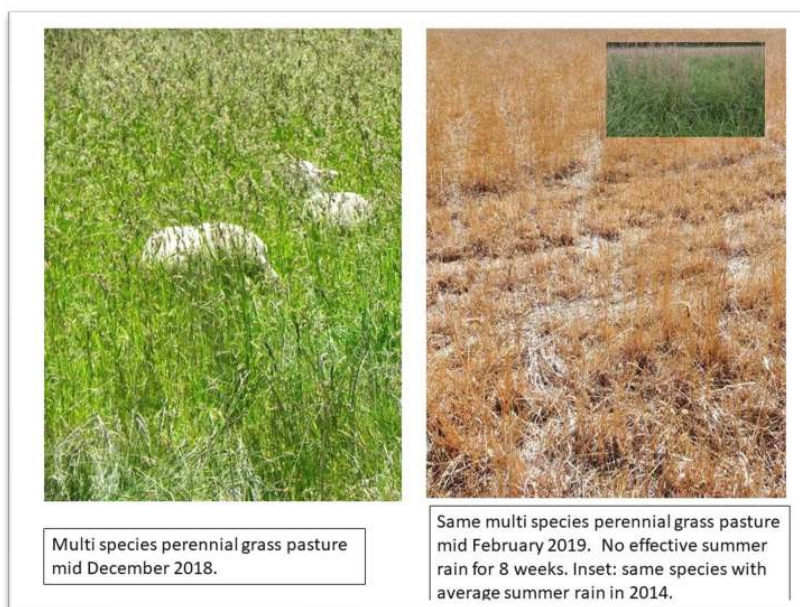 Multi species perennial grass pasture
mid December 2018.
Same multi species perennial grass pasture
mid February 2019. No effective summer
rain for 8 weeks. Inset: same species with
average summer rain in 2014.